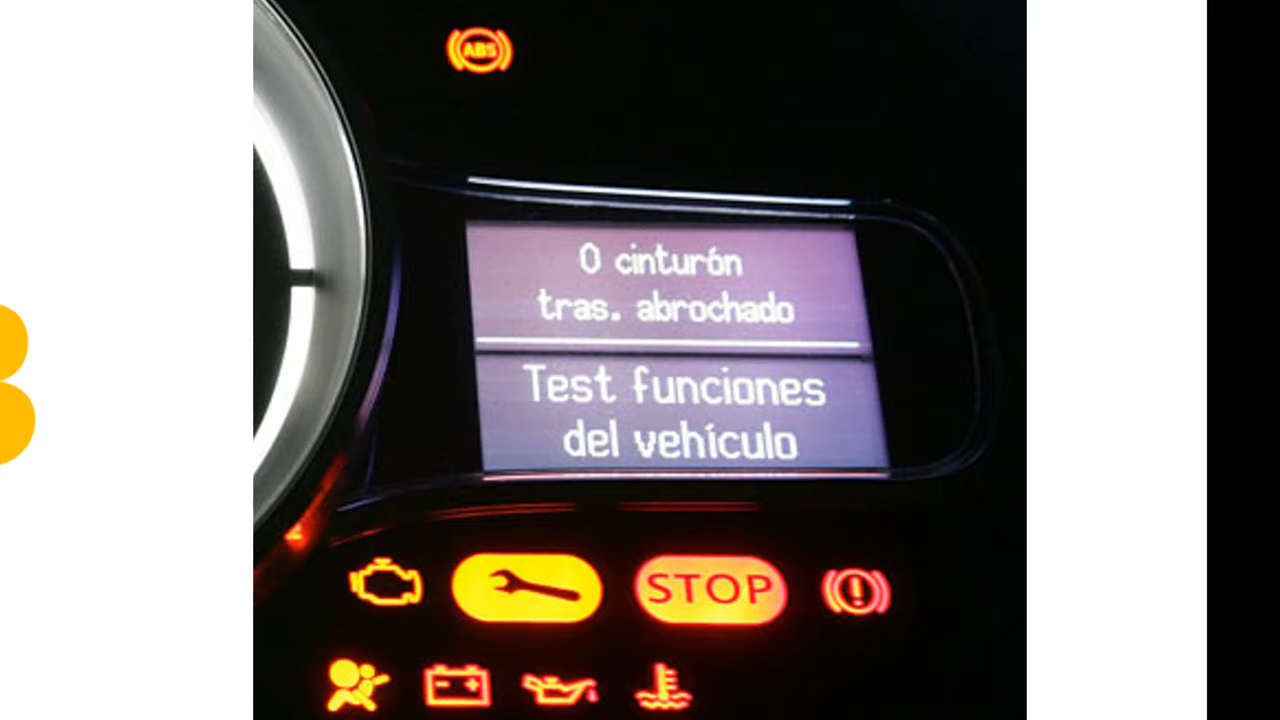 ABS
0 cinturón
tras. abrochado
Test funciones
del vehículo
STOP